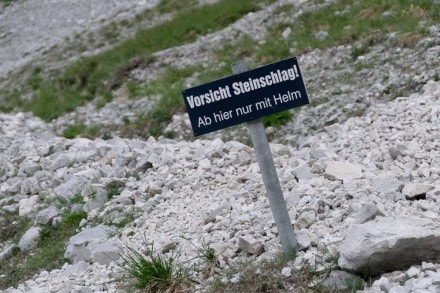 Vorsicht Steinschlag!
Ab hier nur mit Helm